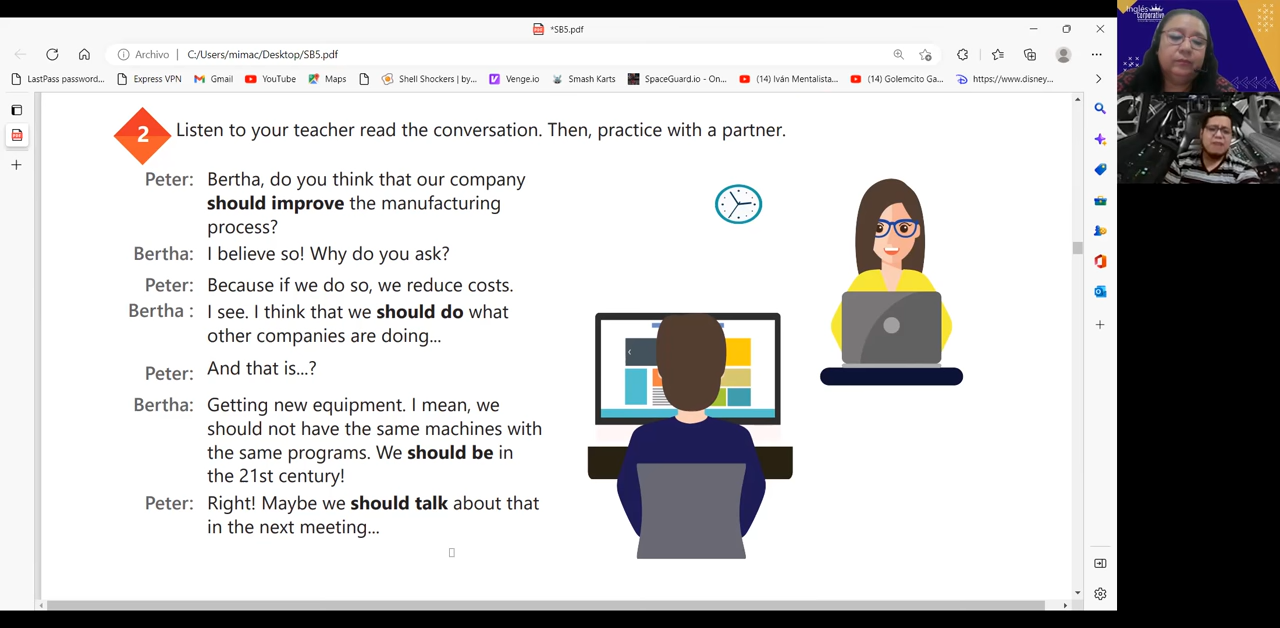 *SB5.pdf
Archivo
C:/Users/mimac/Desktop/SB5.pdf
LastPass password...
Express VPN
Gmail
YouTube
Maps
Shell Shockers | by...
Venge.io
Smash Karts
SpaceGuard.io - On...
(14) Iván Mentalista...
(14) Golemcito Ga...
https://www.disney...
2
Listen to your teacher read the conversation. Then, practice with a partner.
Peter: Bertha, do you think that our company
should improve the manufacturing
process?
Bertha: I believe so! Why do you ask?
Peter: Because if we do so, we reduce costs.
Bertha : I see. I think that we should do what
other companies are doing...
Peter: And that is...?
Bertha: Getting new equipment. I mean, we
should not have the same machines with
the same programs. We should be in
the 21st century!
Peter: Right! Maybe we should talk about that
in the next meeting...
Inglés
Corporativo